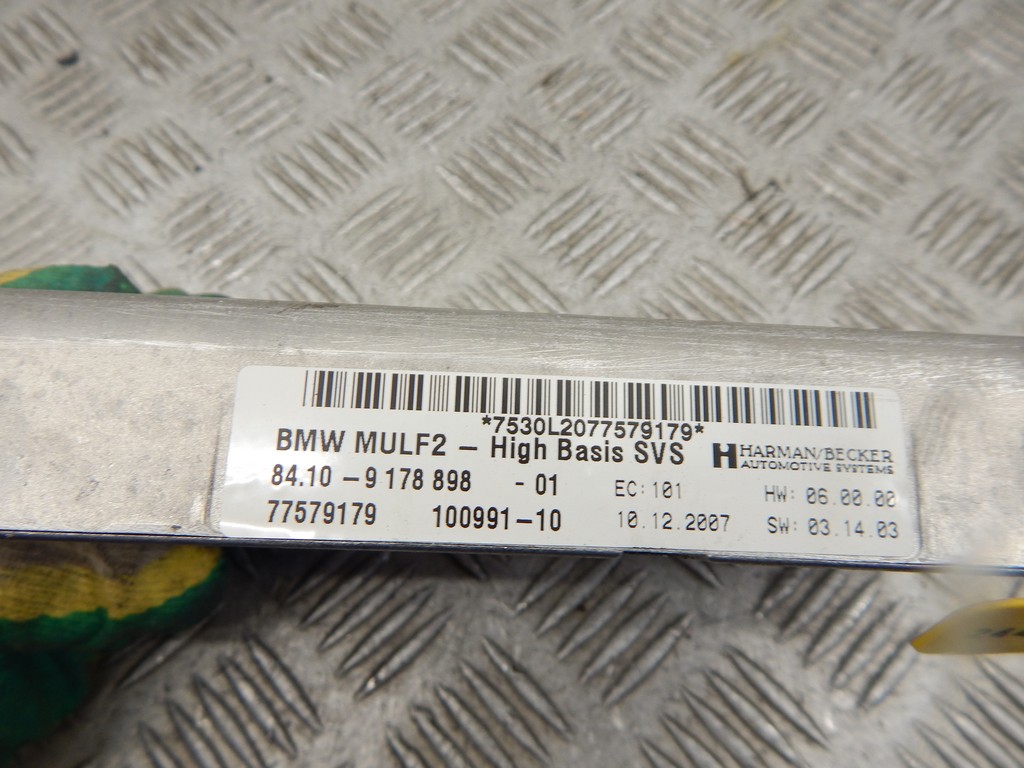 *7530L2077579179*
BMW MULF2 – High Basis SVS
HARMAN/BECKER
AUTOMOTIVE SYSTEMS
84.10 – 9 178 898 - 01
EC: 101
HW: 06.00.00
77579179 100991-10
10.12.2007
SW: 03.14.03